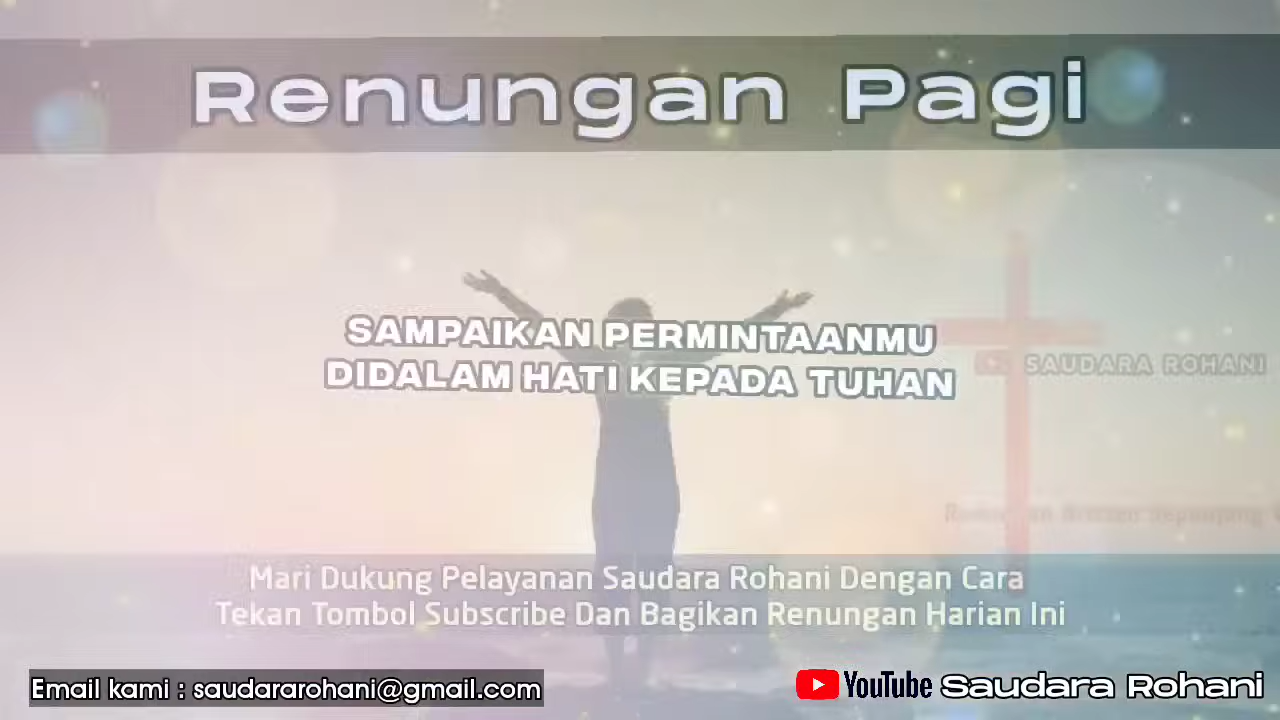 Renungan Pagi
SAMPAIKAN PERMINTAANMU
DIDALAM HATI KEPADA TUHAN
SAUDARA ROHANI
Mari Dukung Pelayanan Saudara Rohani Dengan Cara
Tekan Tombol Subscribe Dan Bagikan Renungan Harian Ini
Email kami : saudararohani@gmail.com
YouTube Saudara Rohani